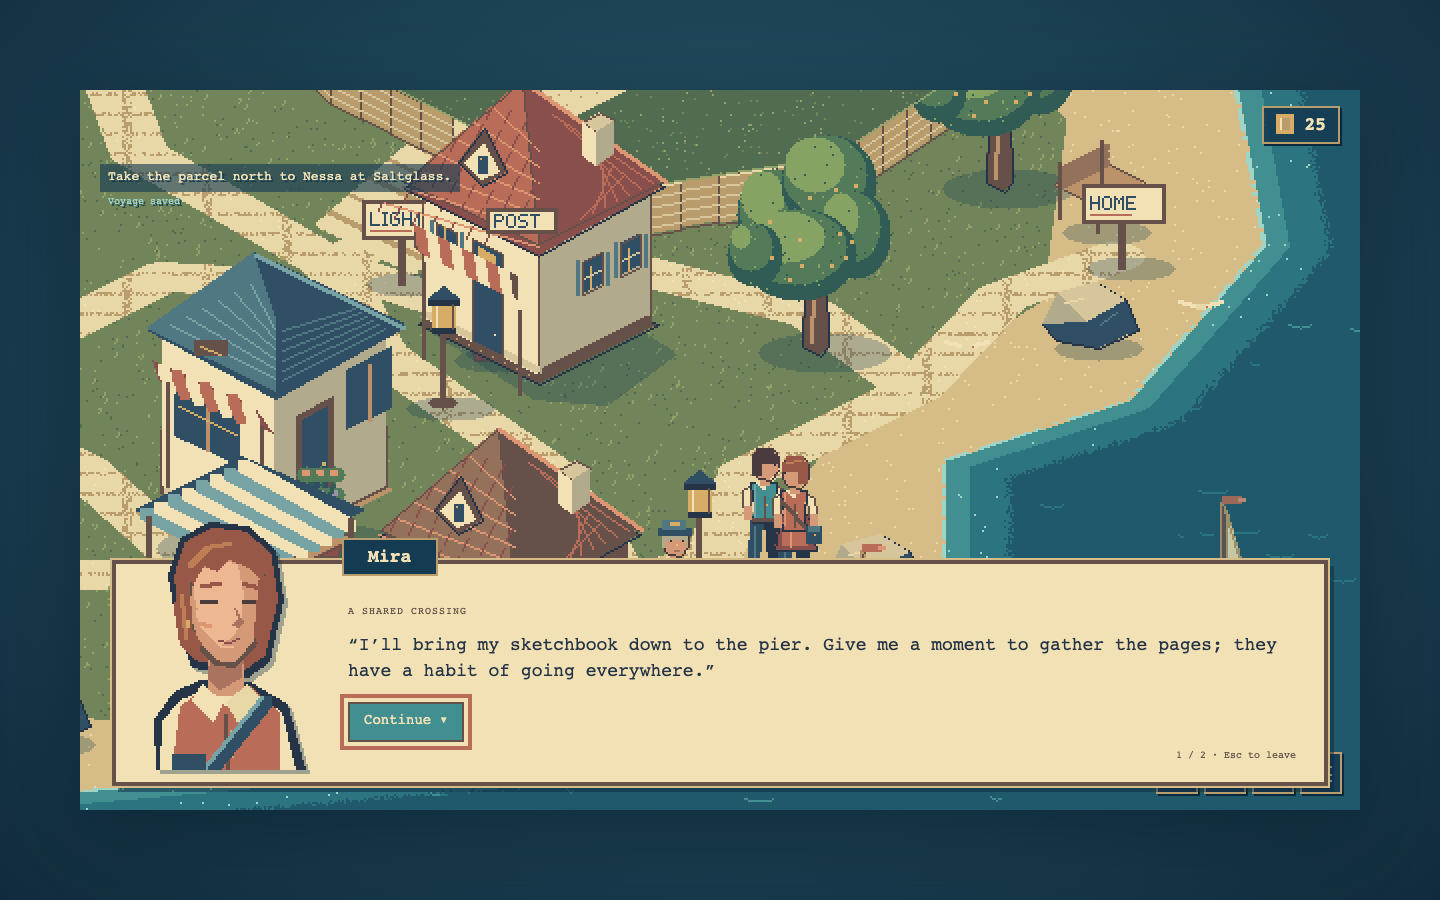 25
Take the parcel north to Nessa at Saltglass.
Voyage saved
HOME
LIGH
POST
Mira
A SHARED CROSSING
“I’ll bring my sketchbook down to the pier. Give me a moment to gather the pages; they
have a habit of going everywhere.”
Continue ▾
1 / 2 · Esc to leave